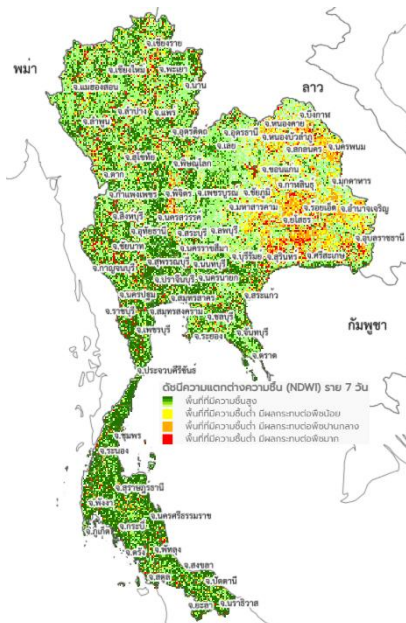 พม่า
ลาว
กัมพูชา
จ.เชียงราย
จ.เชียงใหม่
จ.พะเยา
จ.แม่ฮ่องสอน
จ.น่าน
จ.ลำปาง
จ.แพร่
จ.ลำพูน
จ.อุตรดิตถ์
จ.สุโขทัย
จ.ตาก
จ.พิษณุโลก
จ.เลย
จ.อุดรธานี
จ.หนองคาย
จ.บึงกาฬ
จ.หนองบัวลำภู
จ.สกลนคร
จ.นครพนม
จ.ขอนแก่น
จ.กาฬสินธุ์
จ.มุกดาหาร
จ.กำแพงเพชร
จ.พิจิตร
จ.เพชรบูรณ์
จ.ชัยภูมิ
จ.มหาสารคาม
จ.ร้อยเอ็ด
จ.อำนาจเจริญ
จ.ยโสธร
จ.สิงห์บุรี
จ.นครสวรรค์
จ.อุทัยธานี
จ.สระบุรี
จ.ลพบุรี
จ.อุบลราชธานี
จ.ชัยนาท
จ.นครราชสีมา
จ.บุรีรัมย์
จ.สุรินทร์
จ.ศรีสะเกษ
จ.กาญจนบุรี
จ.สุพรรณบุรี
จ.นนทบุรี
จ.ปราจีนบุรี
จ.นครนายก
จ.นครปฐม
จ.สมุทรสาคร
จ.สระแก้ว
จ.ราชบุรี
จ.สมุทรสงคราม
จ.ชลบุรี
จ.เพชรบุรี
จ.ระยอง
จ.จันทบุรี
จ.ตราด
จ.ประจวบคีรีขันธ์
ดัชนีความแตกต่างความชื้น (NDWI) ราย 7 วัน
พื้นที่ที่มีความชื้นสูง
พื้นที่ที่มีความชื้นต่ำ มีผลกระทบต่อพืชน้อย
พื้นที่ที่มีความชื้นต่ำ มีผลกระทบต่อพืชปานกลาง
พื้นที่ที่มีความชื้นต่ำ มีผลกระทบต่อพืชมาก
จ.ชุมพร
จ.ระนอง
จ.สุราษฎร์ธานี
จ.พังงา
จ.นครศรีธรรมราช
จ.ภูเก็ต
จ.กระบี่
จ.ตรัง
จ.พัทลุง
จ.สตูล
จ.สงขลา
จ.ปัตตานี
จ.ยะลา
จ.นราธิวาส